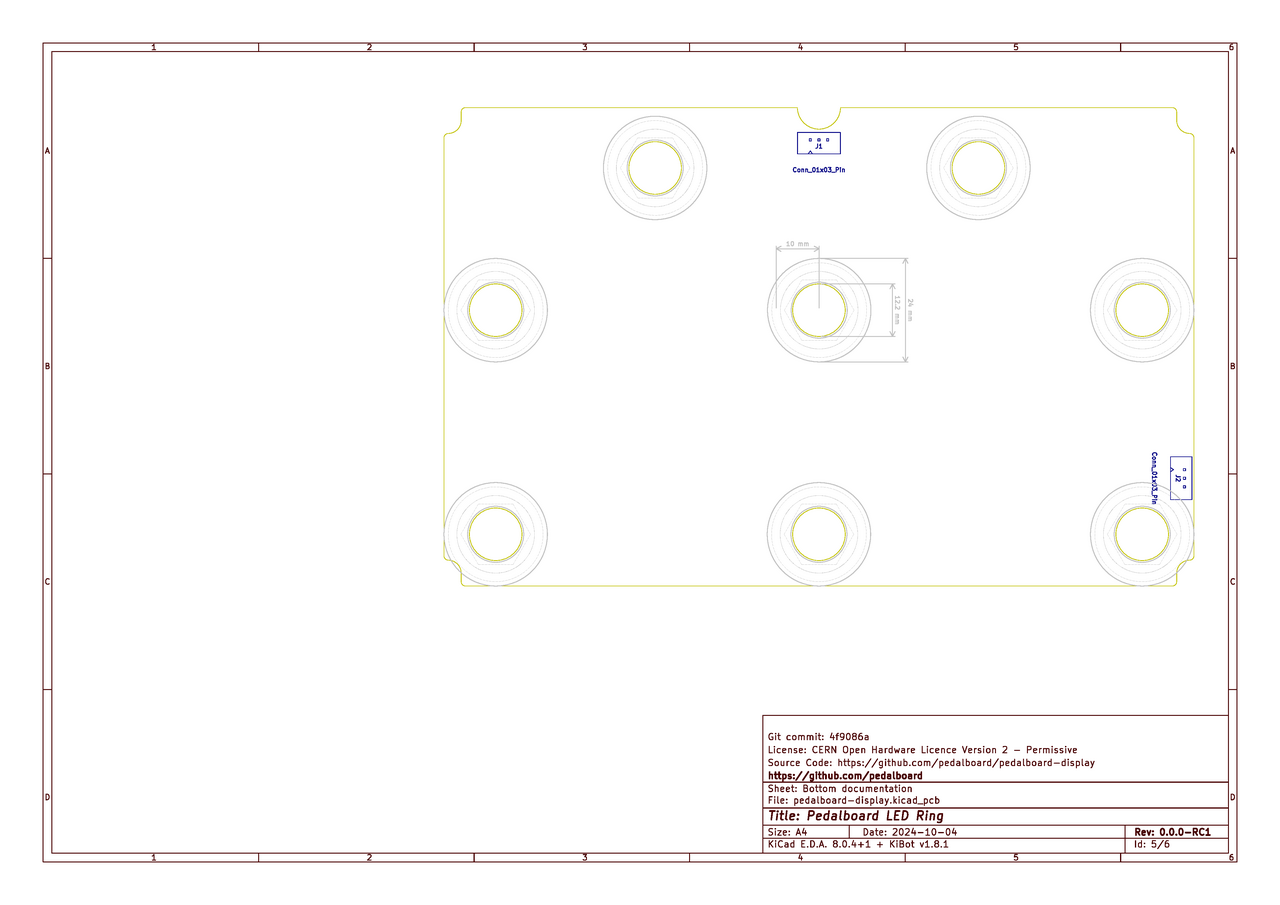 1 2 3 4 5 6
A A
J1
Conn_01x03_Pin
10 mm
12.2 mm
24 mm
B B
Conn_01x03_Pin
J2
C C
Git commit: 4f9086a
License: CERN Open Hardware Licence Version 2 - Permissive
Source Code: https://github.com/pedalboard/pedalboard-display
https://github.com/pedalboard
Sheet: Bottom documentation
D D
File: pedalboard-display.kicad_pcb
Title: Pedalboard LED Ring
Size: A4 Date: 2024-10-04 Rev: 0.0.0-RC1
KiCad E.D.A. 8.0.4+1 + KiBot v1.8.1 Id: 5/6
1 2 3 4 5 6